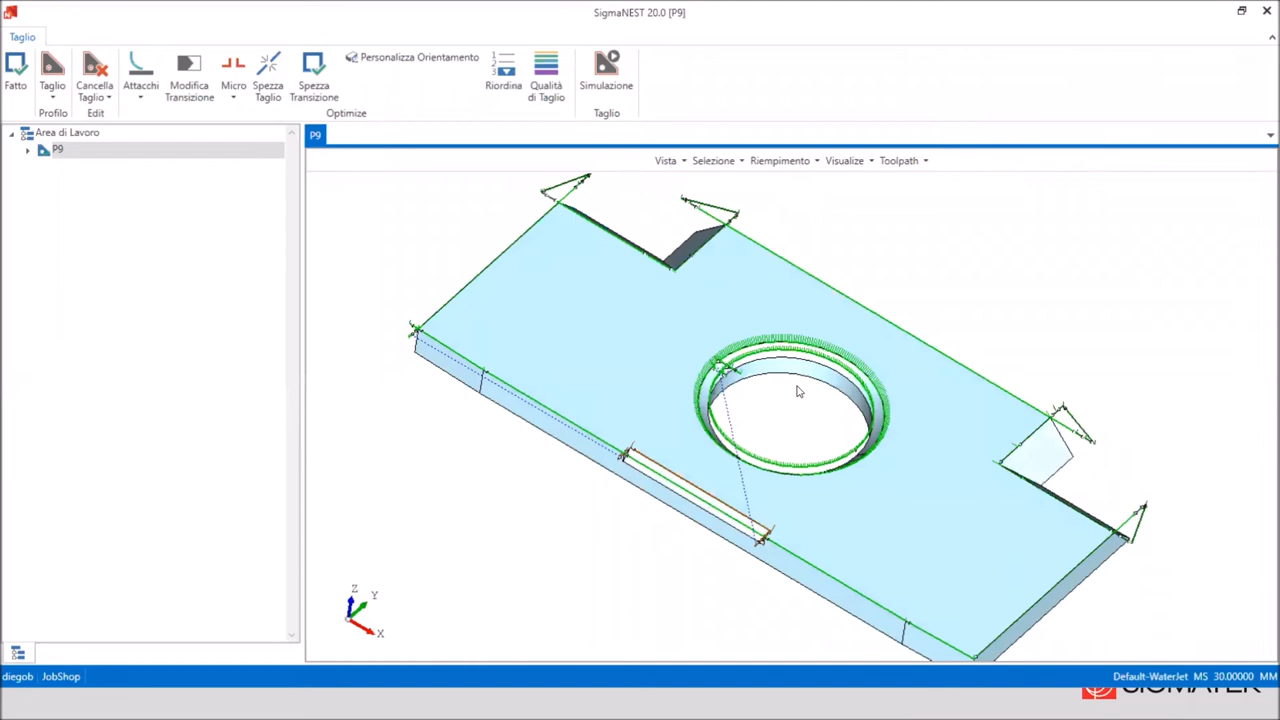 SigmaNEST 20.0 [P9]
Taglio
Fatto
Taglio
Cancella
Taglio
Attacchi
Modifica
Transizione
Micro
Spezza
Taglio
Spezza
Transizione
Personalizza Orientamento
Riordina
Qualità
di Taglio
Simulazione
Profilo
Edit
Optimize
Taglio
Area di Lavoro
P9
P9
Vista
Selezione
Riempimento
Visualize
Toolpath
Z
Y
X
diegob
JobShop
Default-WaterJet MS 30.00000 MM
SIGMATEK